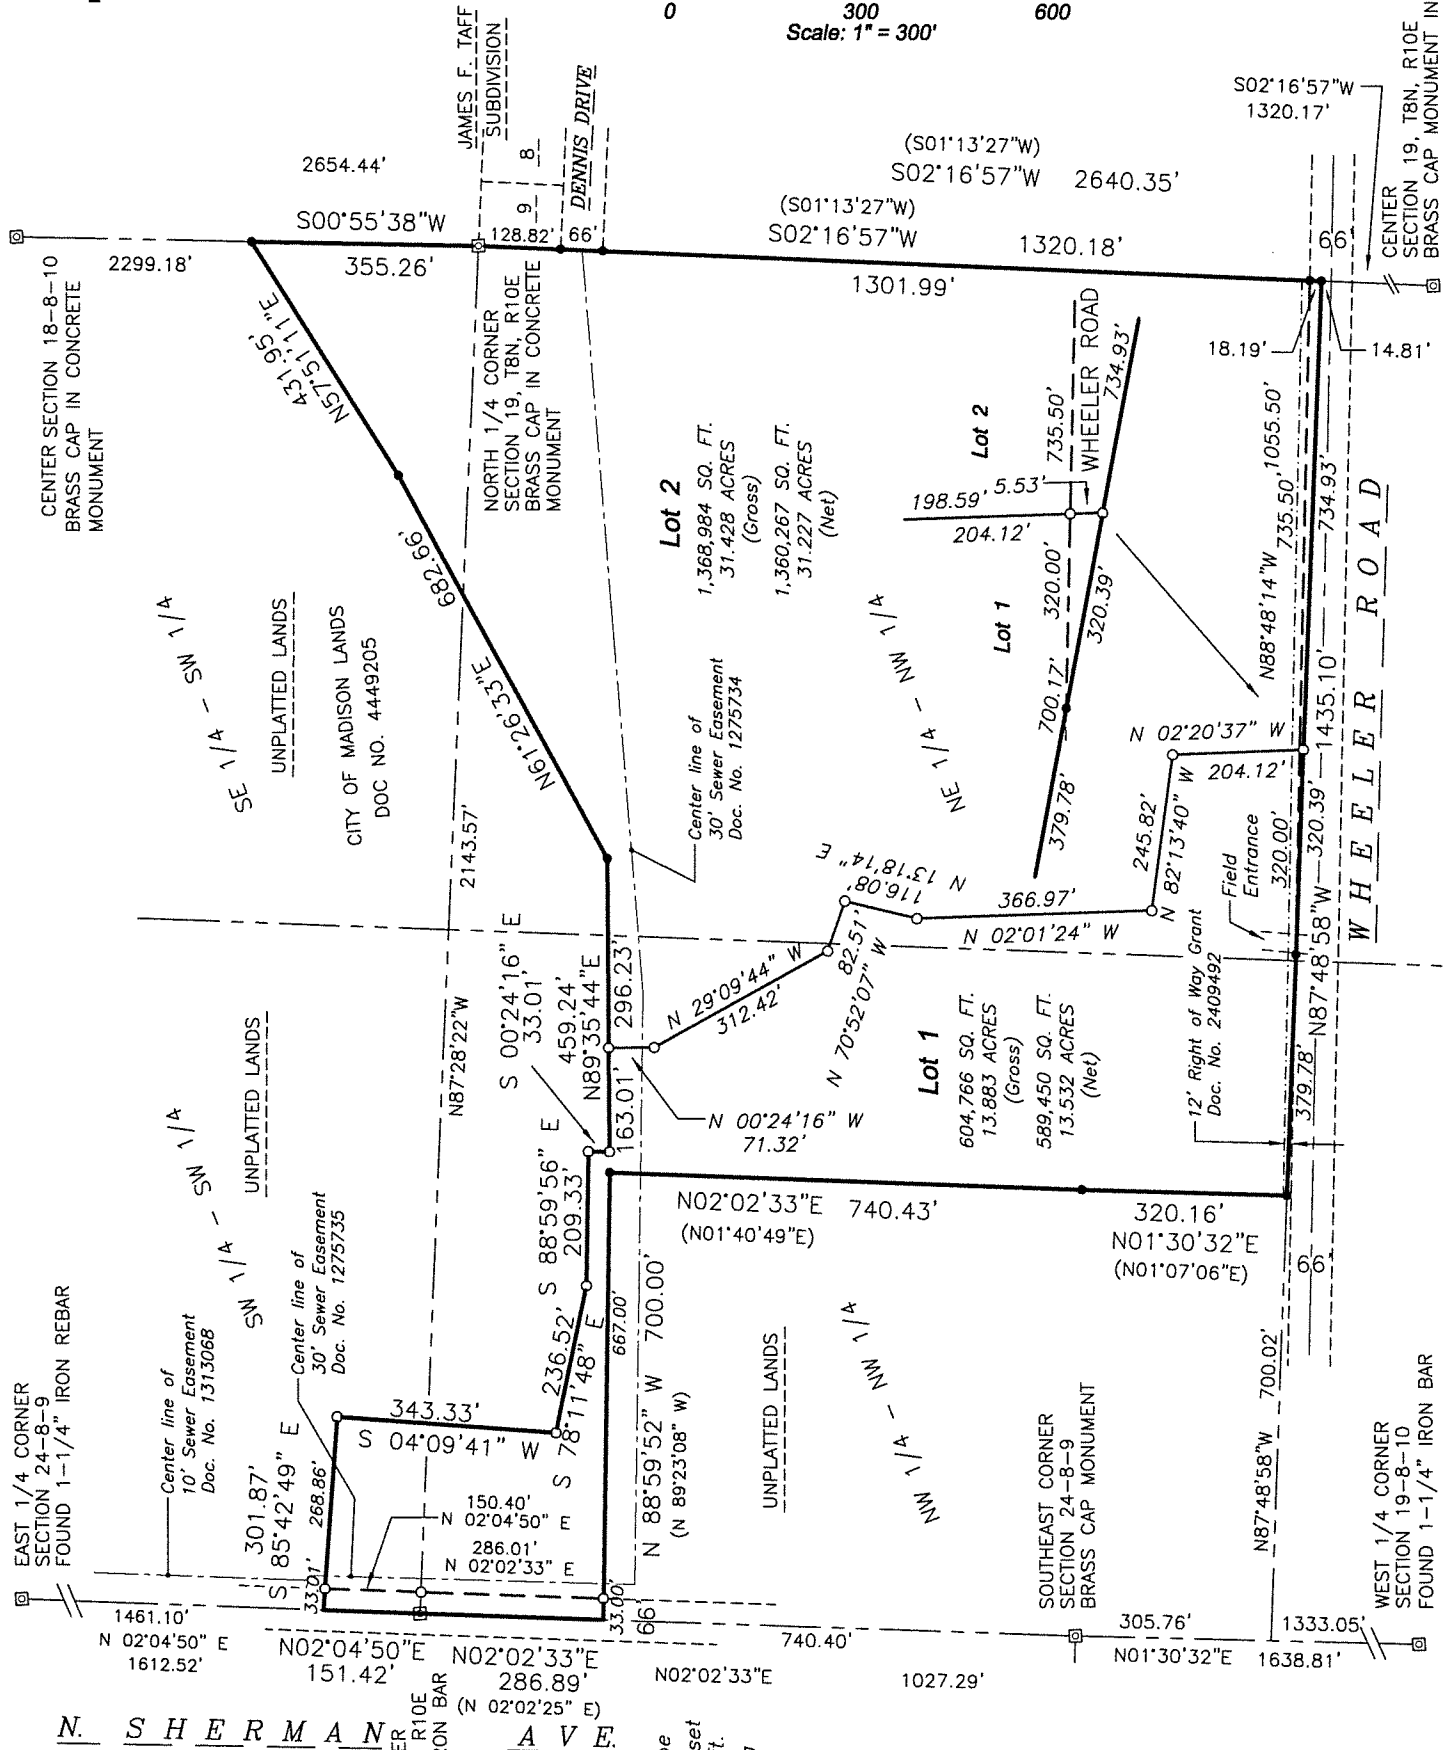 0 300 600
Scale: 1" = 300'
JAMES F. TAFF
SUBDIVISION
DENNIS DRIVE
8
9
2654.44'
S00°55'38"W
355.26'
2299.18'
128.82'
66'
(S01°13'27"W)
S02°16'57"W 2640.35'
(S01°13'27"W)
S02°16'57"W 1320.18'
1301.99'
S02°16'57"W
1320.17'
66'
CENTER
SECTION 19, T8N, R10E
BRASS CAP MONUMENT IN
CENTER SECTION 18-8-10
BRASS CAP IN CONCRETE
MONUMENT
431.95'
N57°51'11"E
NORTH 1/4 CORNER
SECTION 19, T8N, R10E
BRASS CAP IN CONCRETE
MONUMENT
18.19'
14.81'
682.66'
N61°26'33"E
Lot 2
1,368,984 SQ. FT.
31.428 ACRES
(Gross)
1,360,267 SQ. FT.
31.227 ACRES
(Net)
Lot 2
WHEELER ROAD
735.50'
734.93'
198.59'
5.53'
204.12'
320.00'
320.39'
Lot 1
700.17'
379.78'
735.50'
1055.50'
734.93'
N88°48'14"W
WHEELER ROAD
SE 1/4 - SW 1/4
UNPLATTED LANDS
CITY OF MADISON LANDS
DOC NO. 4449205
2143.57'
N87°28'22"W
Center line of
30' Sewer Easement
Doc. No. 1275734
NE 1/4 - NW 1/4
N 02°20'37" W
204.12'
245.82'
N 82°13'40" W
N 13°18'14" E
116.08'
366.97'
N 02°01'24" W
Field
Entrance
320.00'
320.39'
1435.10'
N87°48'58"W
82.51'
N 70°52'07" W
N 29°09'44" W
312.42'
S 00°24'16" E
33.01'
459.24'
N89°35'44"E
296.23'
163.01'
N 00°24'16" W
71.32'
Lot 1
604,766 SQ. FT.
13.883 ACRES
(Gross)
589,450 SQ. FT.
13.532 ACRES
(Net)
12' Right of Way Grant
Doc. No. 2409492
379.78'
SW 1/4 - SW 1/4
UNPLATTED LANDS
S 88°59'56" E
209.33'
N02°02'33"E 740.43'
(N01°40'49"E)
320.16'
N01°30'32"E
(N01°07'06"E)
66'
Center line of
30' Sewer Easement
Doc. No. 1275735
Center line of
10' Sewer Easement
Doc. No. 1313068
EAST 1/4 CORNER
SECTION 24-8-9
FOUND 1-1/4" IRON REBAR
236.52'
S 78°11'48" E
667.00'
N 88°59'52" W 700.00'
(N 89°23'08" W)
UNPLATTED LANDS
NW 1/4 - NW 1/4
343.33'
S 04°09'41" W
301.87'
S 85°42'49" E
268.86'
33.01'
150.40'
N 02°04'50" E
286.01'
N 02°02'33" E
33.00'
66'
SOUTHEAST CORNER
SECTION 24-8-9
BRASS CAP MONUMENT
N87°48'58"W 700.02'
WEST 1/4 CORNER
SECTION 19-8-10
FOUND 1-1/4" IRON BAR
1461.10'
N 02°04'50" E
1612.52'
N02°04'50"E
151.42'
N02°02'33"E
286.89'
(N 02°02'25" E)
740.40'
N02°02'33"E
1027.29'
305.76'
N01°30'32"E
1333.05'
1638.81'
N. SHERMAN AVE.
R10E